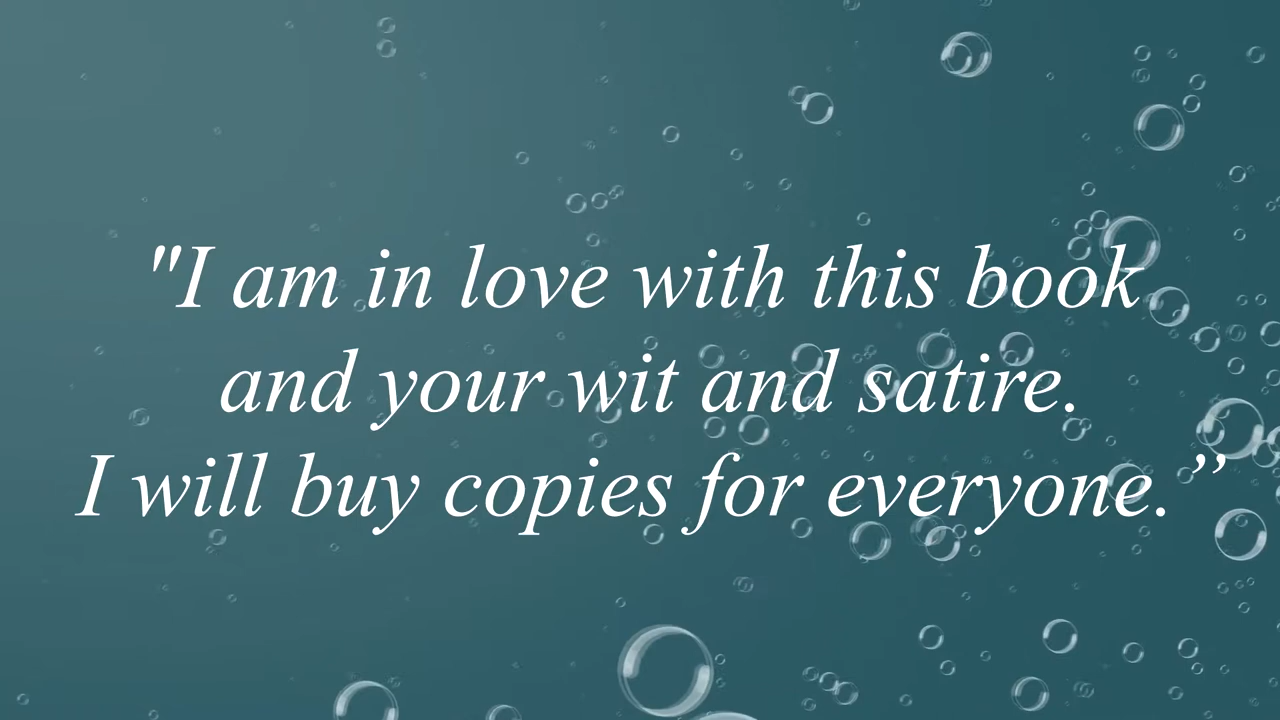 "I am in love with this book
and your wit and satire.
I will buy copies for everyone.”